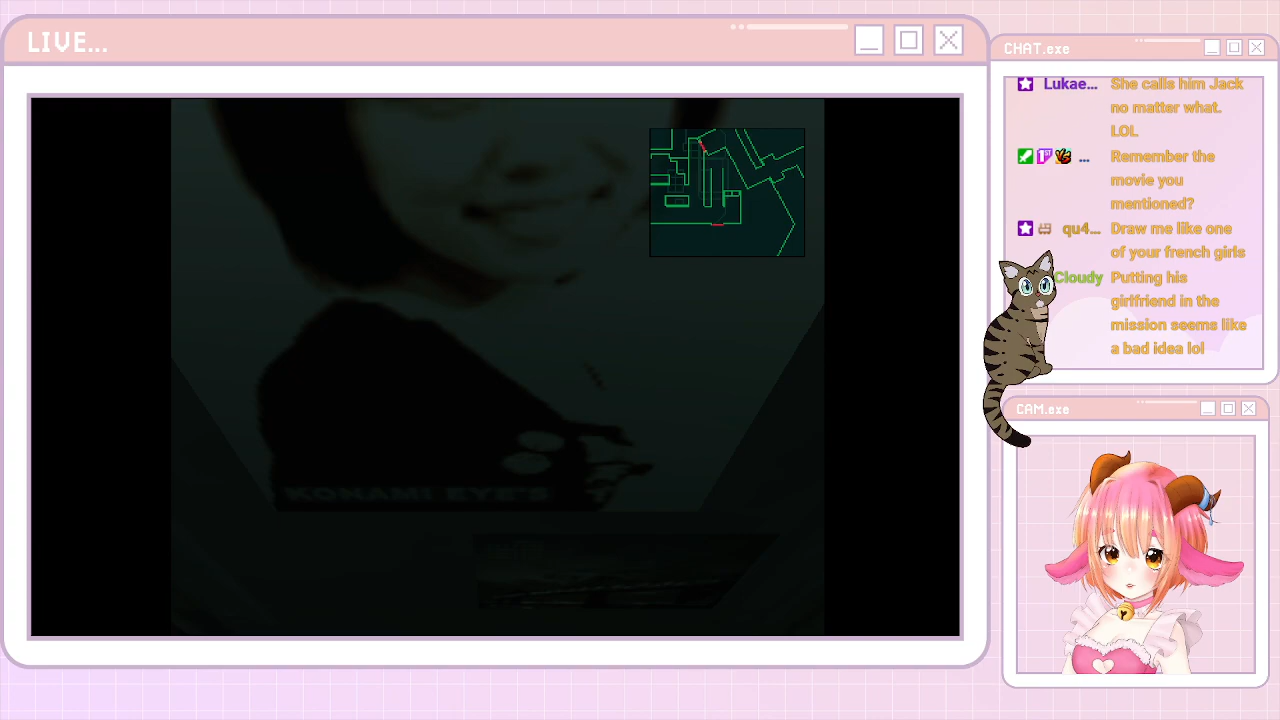 LIVE...
KONAMI EYE'S
CHAT.exe
Lukae... She calls him Jack
no matter what.
LOL
... Remember the
movie you
mentioned?
qu4... Draw me like one
of your french girls
Cloudy Putting his
girlfriend in the
mission seems like
a bad idea lol
CAM.exe